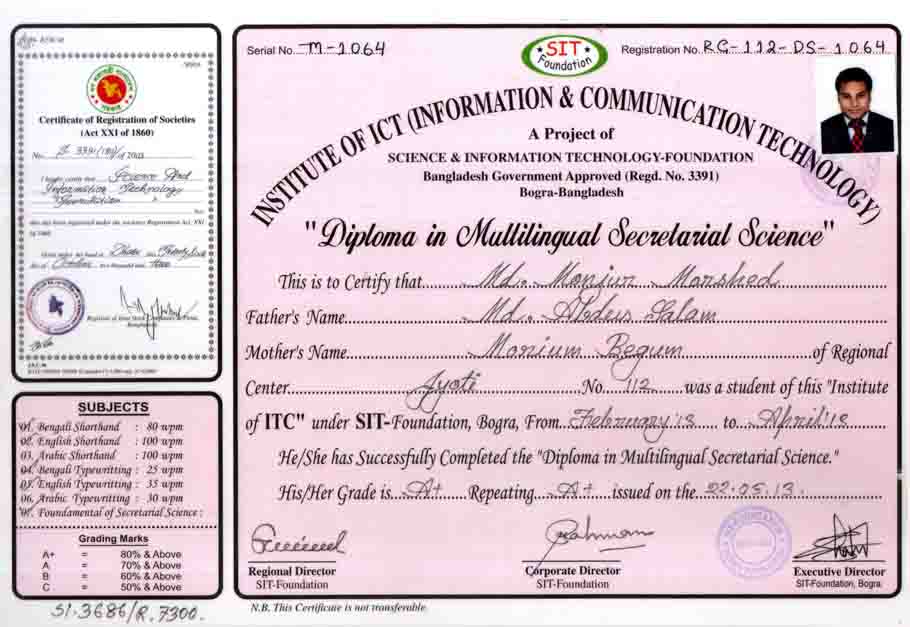 Certificate of Registration of Societies
(Act XXI of 1860)
No. S 3391(119)/of 2003
Science And
Information Technology
Foundation
SUBJECTS
01. Bengali Shorthand : 80 wpm
02. English Shorthand : 100 wpm
03. Arabic Shorthand : 100 wpm
04. Bengali Typewritting : 25 wpm
05. English Typewritting : 35 wpm
06. Arabic Typewritting : 30 wpm
07. Foundamental of Secretarial Science :
Grading Marks
A+ = 80% & Above
A = 70% & Above
B = 60% & Above
C = 50% & Above
Sl. 3686/R. 7300.
Serial No. M-1064
SIT
Foundation
Registration No. RG-112-DS-1064
INSTITUTE OF ICT (INFORMATION & COMMUNICATION TECHNOLOGY)
A Project of
SCIENCE & INFORMATION TECHNOLOGY-FOUNDATION
Bangladesh Government Approved (Regd. No. 3391)
Bogra-Bangladesh
"Diploma in Multilingual Secretarial Science"
This is to Certify that Md. Monjur Morshed
Father's Name Md. Abdus Salam
Mother's Name Morium Begum of Regional
Center Jyoti No. 112 was a student of this "Institute
of ITC" under SIT-Foundation, Bogra, From February'13 to April'13
He/She has Successfully Completed the "Diploma in Multilingual Secretarial Science."
His/Her Grade is A+ Repeating A+ issued on the 22.05.13.
Regional Director
SIT-Foundation
Corporate Director
SIT-Foundation
Executive Director
SIT-Foundation, Bogra.
N.B. This Certificate is not transferable.